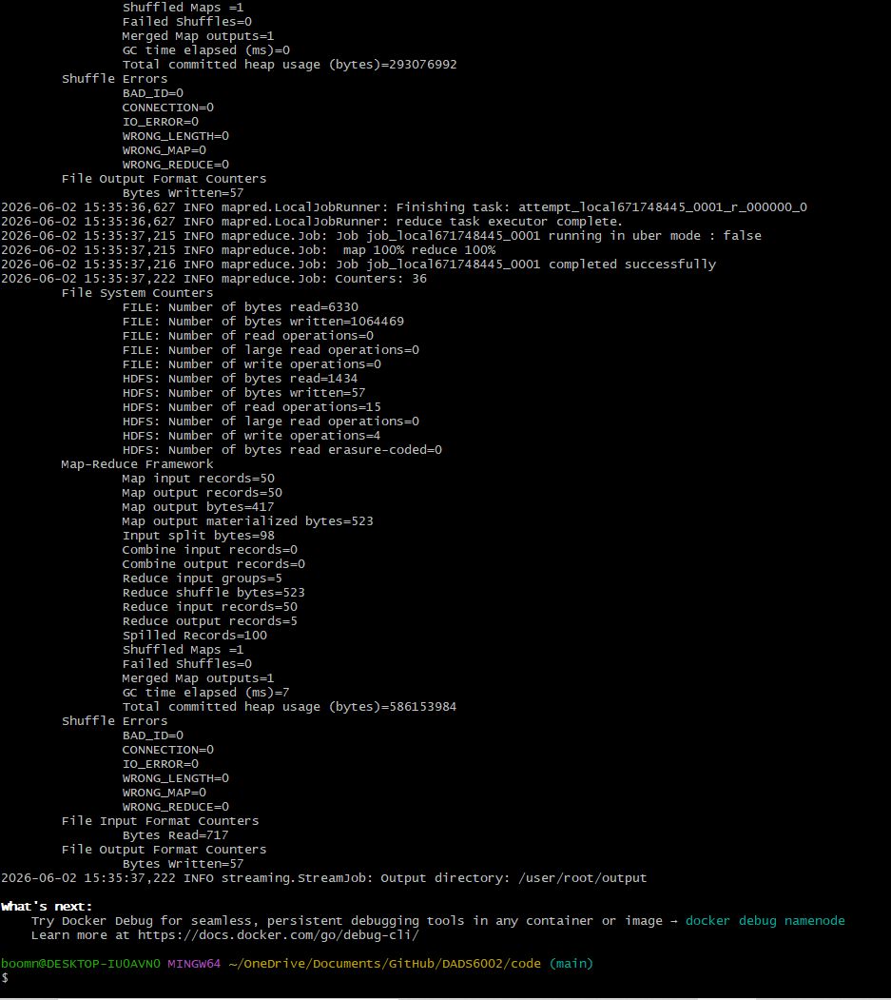 Shuffled Maps =1
Failed Shuffles=0
Merged Map outputs=1
GC time elapsed (ms)=0
Total committed heap usage (bytes)=293076992
Shuffle Errors
BAD_ID=0
CONNECTION=0
IO_ERROR=0
WRONG_LENGTH=0
WRONG_MAP=0
WRONG_REDUCE=0
File Output Format Counters
Bytes Written=57
2026-06-02 15:35:36,627 INFO mapred.LocalJobRunner: Finishing task: attempt_local671748445_0001_r_000000_0
2026-06-02 15:35:36,627 INFO mapred.LocalJobRunner: reduce task executor complete.
2026-06-02 15:35:37,215 INFO mapreduce.Job: Job job_local671748445_0001 running in uber mode : false
2026-06-02 15:35:37,215 INFO mapreduce.Job:  map 100% reduce 100%
2026-06-02 15:35:37,216 INFO mapreduce.Job: Job job_local671748445_0001 completed successfully
2026-06-02 15:35:37,222 INFO mapreduce.Job: Counters: 36
File System Counters
FILE: Number of bytes read=6330
FILE: Number of bytes written=1064469
FILE: Number of read operations=0
FILE: Number of large read operations=0
FILE: Number of write operations=0
HDFS: Number of bytes read=1434
HDFS: Number of bytes written=57
HDFS: Number of read operations=15
HDFS: Number of large read operations=0
HDFS: Number of write operations=4
HDFS: Number of bytes read erasure-coded=0
Map-Reduce Framework
Map input records=50
Map output records=50
Map output bytes=417
Map output materialized bytes=523
Input split bytes=98
Combine input records=0
Combine output records=0
Reduce input groups=5
Reduce shuffle bytes=523
Reduce input records=50
Reduce output records=5
Spilled Records=100
Shuffled Maps =1
Failed Shuffles=0
Merged Map outputs=1
GC time elapsed (ms)=7
Total committed heap usage (bytes)=586153984
Shuffle Errors
BAD_ID=0
CONNECTION=0
IO_ERROR=0
WRONG_LENGTH=0
WRONG_MAP=0
WRONG_REDUCE=0
File Input Format Counters
Bytes Read=717
File Output Format Counters
Bytes Written=57
2026-06-02 15:35:37,222 INFO streaming.StreamJob: Output directory: /user/root/output
What's next:
Try Docker Debug for seamless, persistent debugging tools in any container or image → docker debug namenode
Learn more at https://docs.docker.com/go/debug-cli/
boomn@DESKTOP-IU0AVN0 MINGW64 ~/OneDrive/Documents/GitHub/DADS6002/code (main)
$